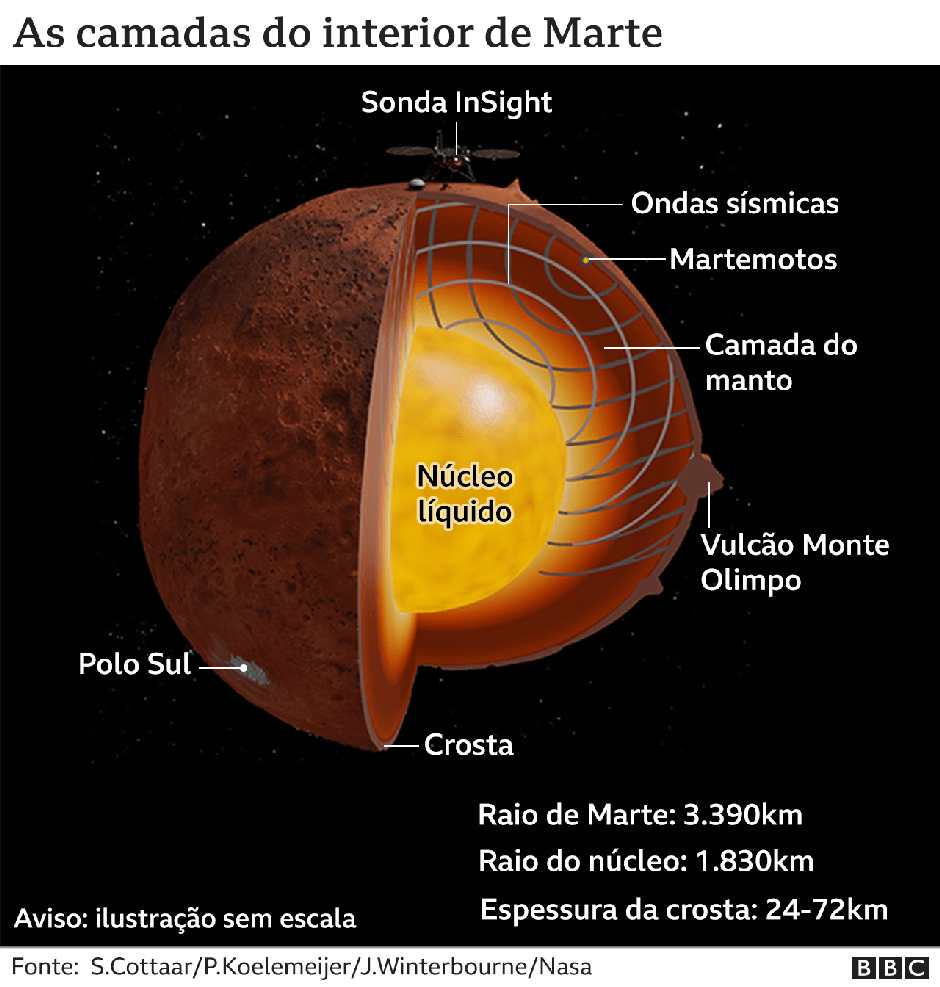 As camadas do interior de Marte
Sonda InSight
Ondas sísmicas
Martemotos
Camada do
manto
Núcleo
líquido
Vulcão Monte
Olimpo
Polo Sul
Crosta
Raio de Marte: 3.390km
Raio do núcleo: 1.830km
Espessura da crosta: 24-72km
Aviso: ilustração sem escala
Fonte: S.Cottaar/P.Koelemeijer/J.Winterbourne/Nasa
BBC